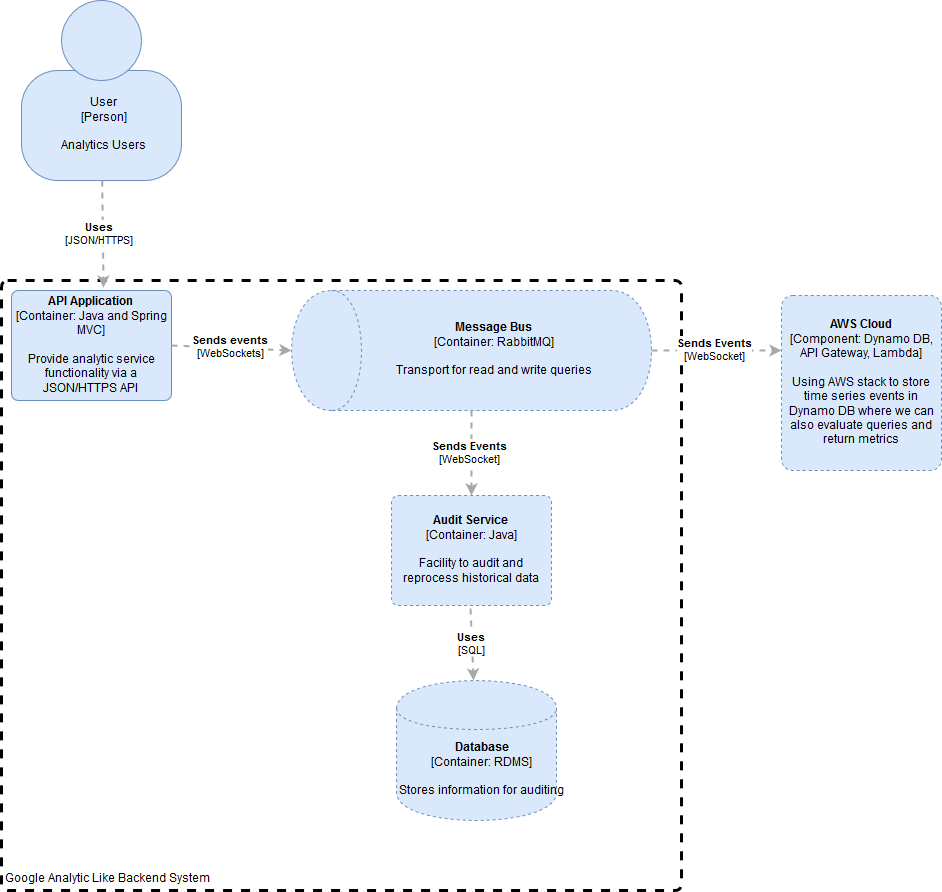 User
[Person]
Analytics Users
Uses
[JSON/HTTPS]
API Application
[Container: Java and Spring
MVC]
Provide analytic service
functionality via a
JSON/HTTPS API
Sends events
[WebSockets]
Message Bus
[Container: RabbitMQ]
Transport for read and write queries
Sends Events
[WebSocket]
AWS Cloud
[Component: Dynamo DB,
API Gateway, Lambda]
Using AWS stack to store
time series events in
Dynamo DB where we can
also evaluate queries and
return metrics
Sends Events
[WebSocket]
Audit Service
[Container: Java]
Facility to audit and
reprocess historical data
Uses
[SQL]
Database
[Container: RDMS]
Stores information for auditing
Google Analytic Like Backend System